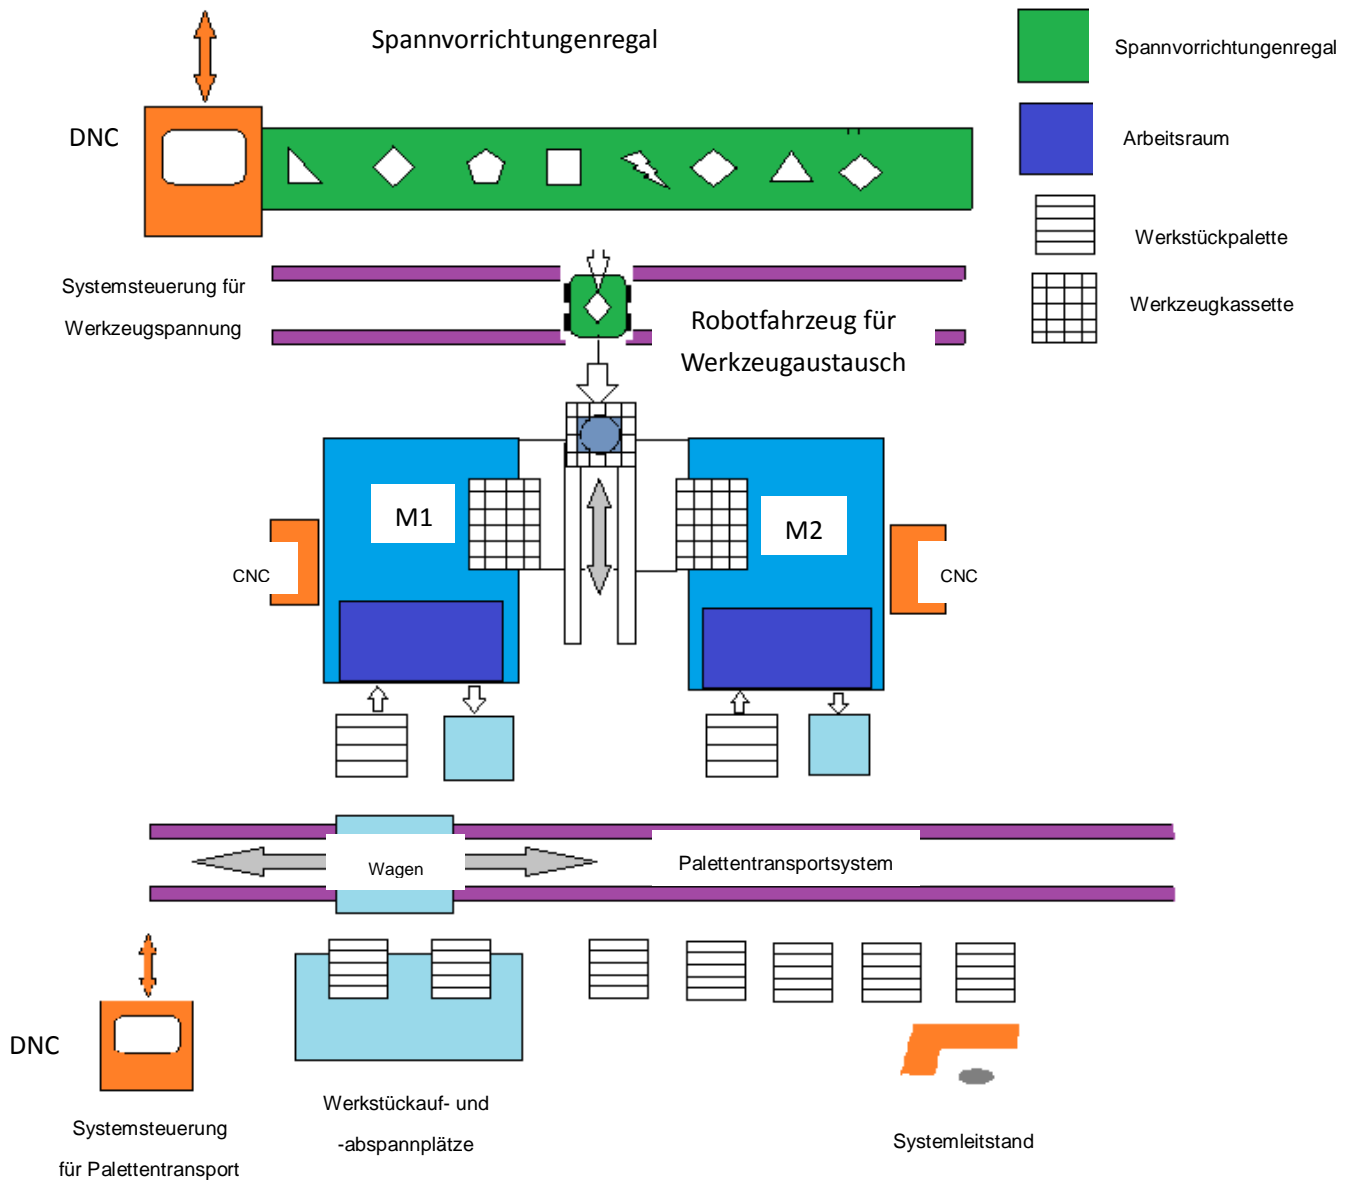 Spannvorrichtungenregal
Spannvorrichtungenregal
DNC
Arbeitsraum
Werkstückpalette
Systemsteuerung für
Werkzeugspannung
Werkzeugkassette
Robotfahrzeug für
Werkzeugaustausch
M1
M2
CNC
CNC
Wagen
Palettentransportsystem
DNC
Systemsteuerung
für Palettentransport
Werkstückauf- und
-abspannplätze
Systemleitstand